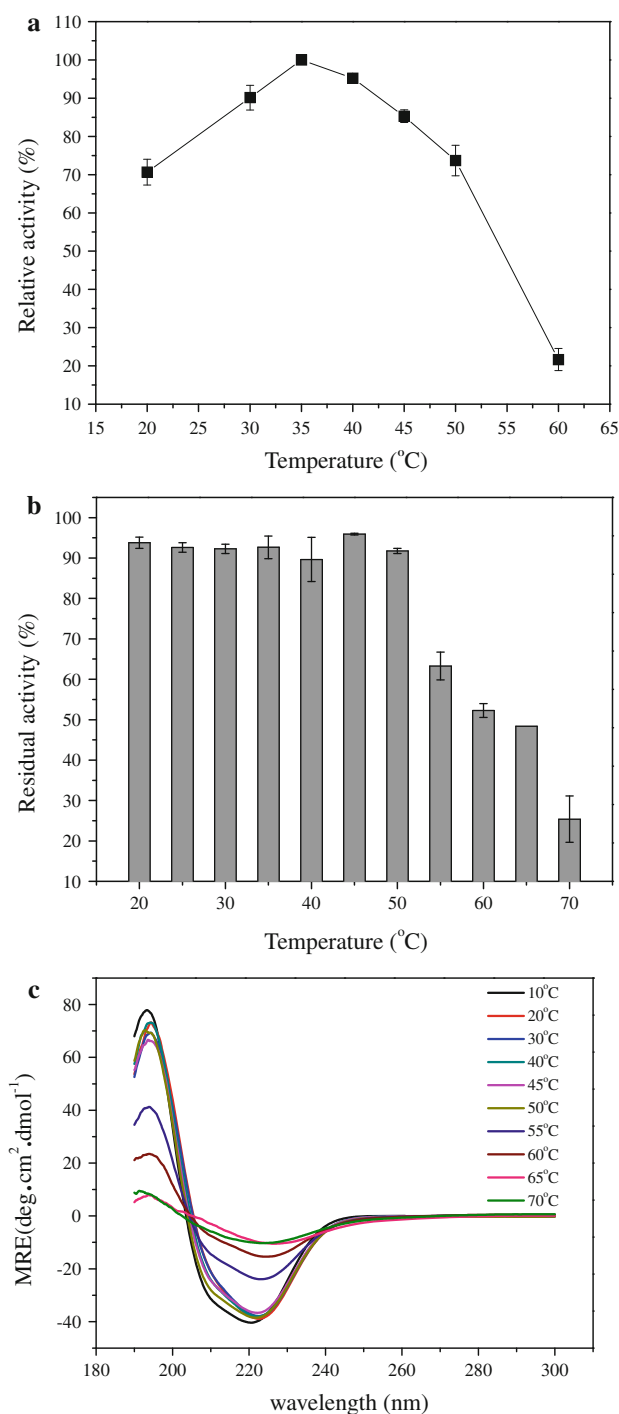 a
110
100
90
80
70
60
50
40
30
20
10
Relative activity (%)
15 20 25 30 35 40 45 50 55 60 65
Temperature (°C)
b
100
90
80
70
60
50
40
30
20
10
Residual activity (%)
20 30 40 50 60 70
Temperature (°C)
c
80
60
40
20
0
-20
-40
MRE(deg.cm².dmol⁻¹)
10°C
20°C
30°C
40°C
45°C
50°C
55°C
60°C
65°C
70°C
180 200 220 240 260 280 300
wavelength (nm)